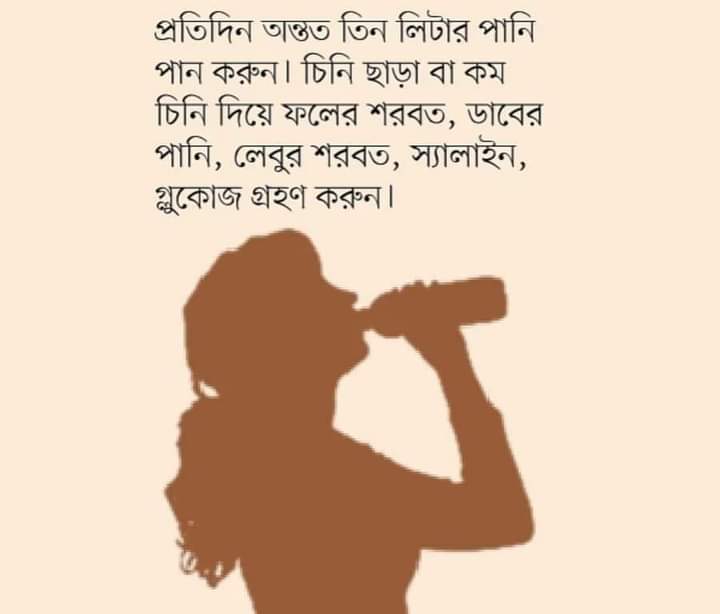 প্রতিদিন অন্তত তিন লিটার পানি
পান করুন। চিনি ছাড়া বা কম
চিনি দিয়ে ফলের শরবত, ডাবের
পানি, লেবুর শরবত, স্যালাইন,
গ্লুকোজ গ্রহণ করুন।